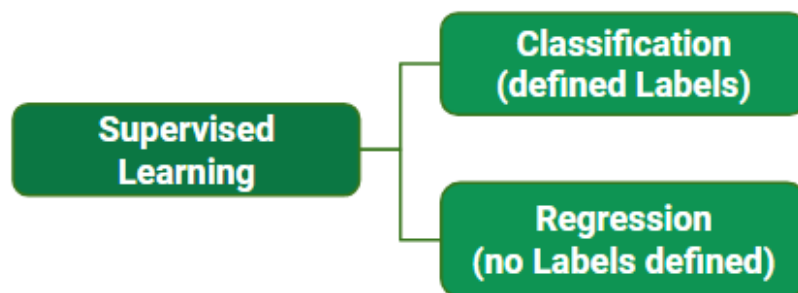 Classification
(defined Labels)
Supervised
Learning
Regression
(no Labels defined)